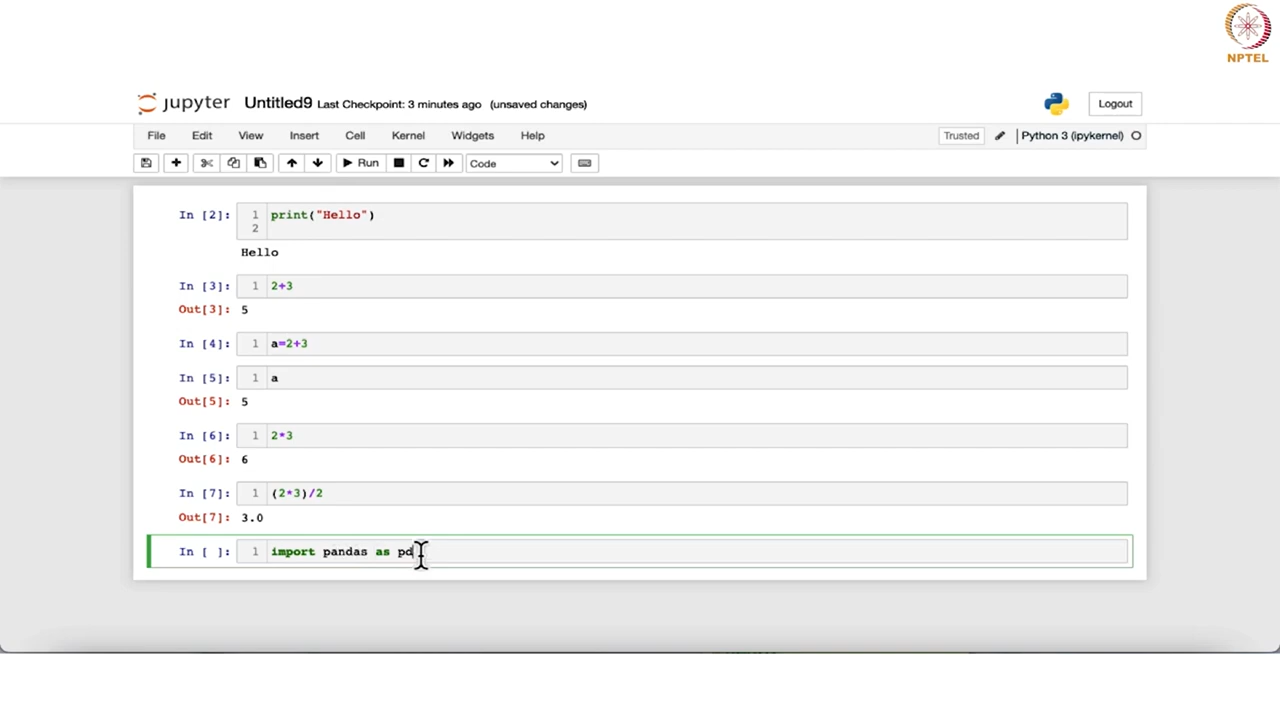 NPTEL
jupyter Untitled9 Last Checkpoint: 3 minutes ago (unsaved changes) Logout
File Edit View Insert Cell Kernel Widgets Help Trusted Python 3 (ipykernel)
Run Code
In [2]: 1 print("Hello")
2
Hello
In [3]: 1 2+3
Out[3]: 5
In [4]: 1 a=2+3
In [5]: 1 a
Out[5]: 5
In [6]: 1 2*3
Out[6]: 6
In [7]: 1 (2*3)/2
Out[7]: 3.0
In [ ]: 1 import pandas as pd